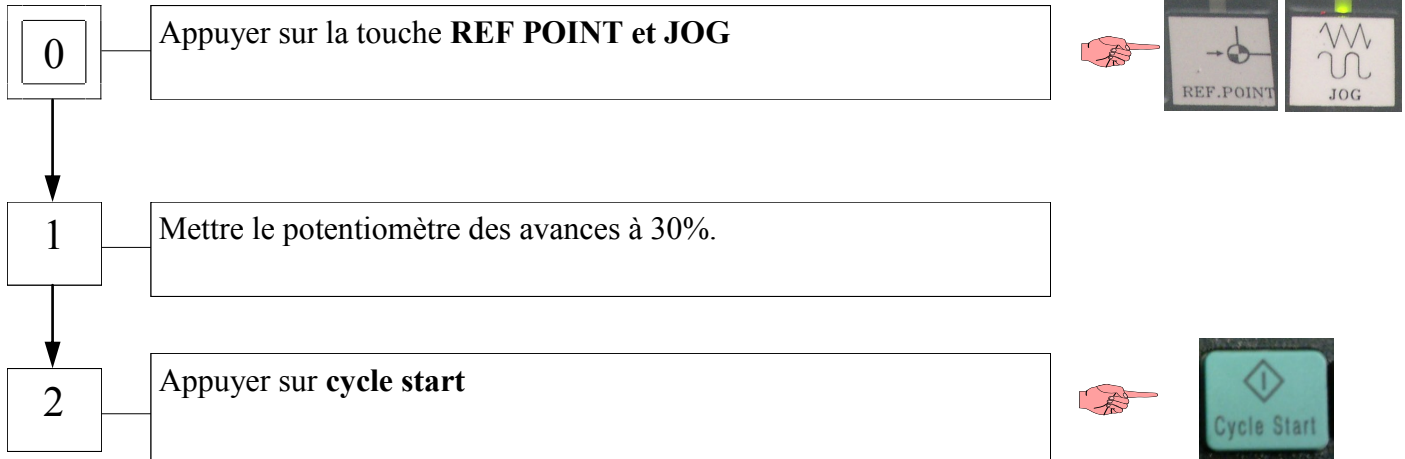 0
Appuyer sur la touche REF POINT et JOG
REF.POINT
JOG
1
Mettre le potentiomètre des avances à 30%.
2
Appuyer sur cycle start
Cycle Start